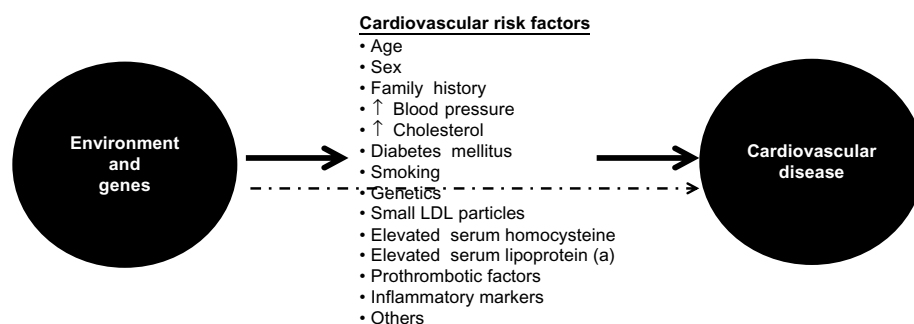 Cardiovascular risk factors
• Age
• Sex
• Family history
• ↑ Blood pressure
• ↑ Cholesterol
• Diabetes mellitus
• Smoking
• Genetics
• Small LDL particles
• Elevated serum homocysteine
• Elevated serum lipoprotein (a)
• Prothrombotic factors
• Inflammatory markers
• Others
Environment
and
genes
Cardiovascular
disease